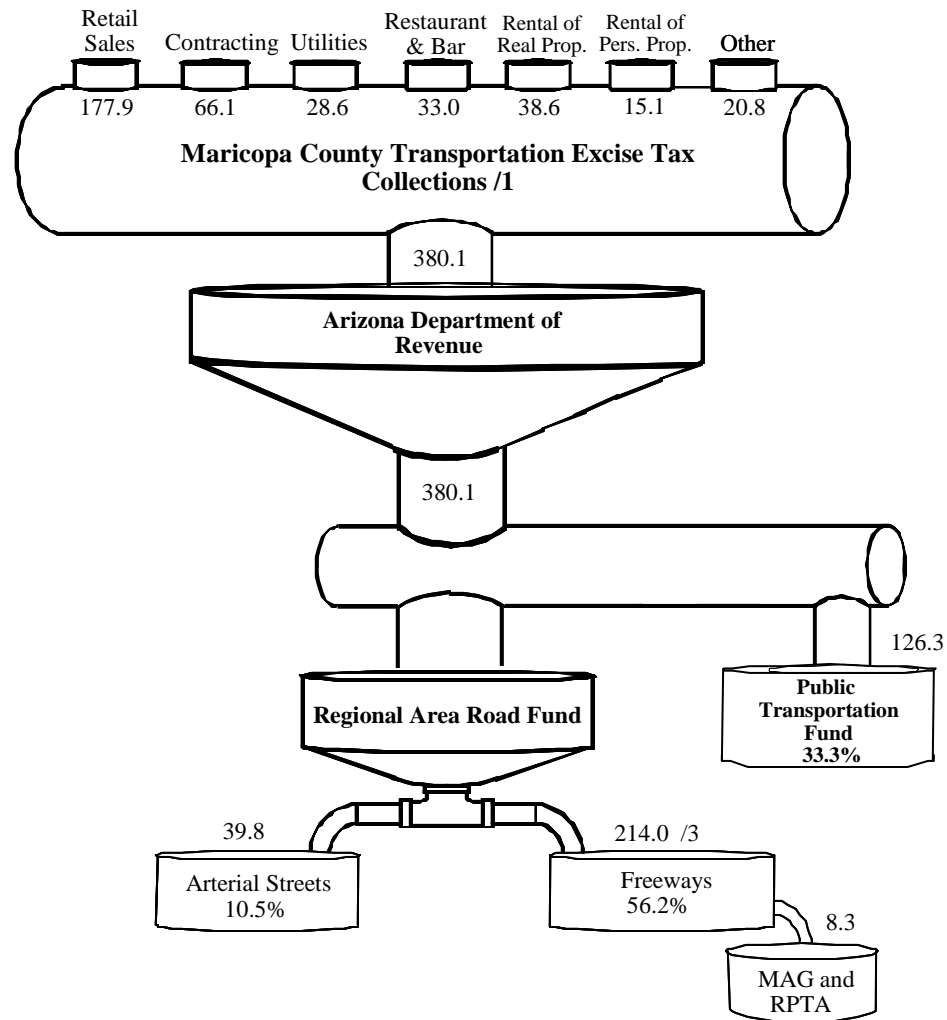 Retail
Sales
Contracting
Utilities
Restaurant
& Bar
Rental of
Real Prop.
Rental of
Pers. Prop.
Other
177.9
66.1
28.6
33.0
38.6
15.1
20.8
Maricopa County Transportation Excise Tax
Collections /1
380.1
Arizona Department of
Revenue
380.1
126.3
Public
Transportation
Fund
33.3%
Regional Area Road Fund
39.8
214.0 /3
Arterial Streets
10.5%
Freeways
56.2%
8.3
MAG and
RPTA